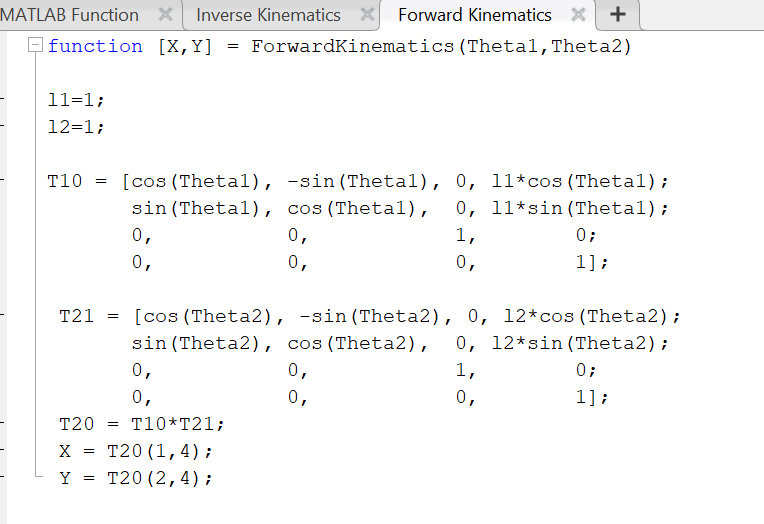 MATLAB Function Inverse Kinematics Forward Kinematics +
function [X,Y] = ForwardKinematics(Theta1,Theta2)
l1=1;
l2=1;
T10 = [cos(Theta1), -sin(Theta1), 0, l1*cos(Theta1);
sin(Theta1), cos(Theta1), 0, l1*sin(Theta1);
0, 0, 1, 0;
0, 0, 0, 1];
T21 = [cos(Theta2), -sin(Theta2), 0, l2*cos(Theta2);
sin(Theta2), cos(Theta2), 0, l2*sin(Theta2);
0, 0, 1, 0;
0, 0, 0, 1];
T20 = T10*T21;
X = T20(1,4);
Y = T20(2,4);